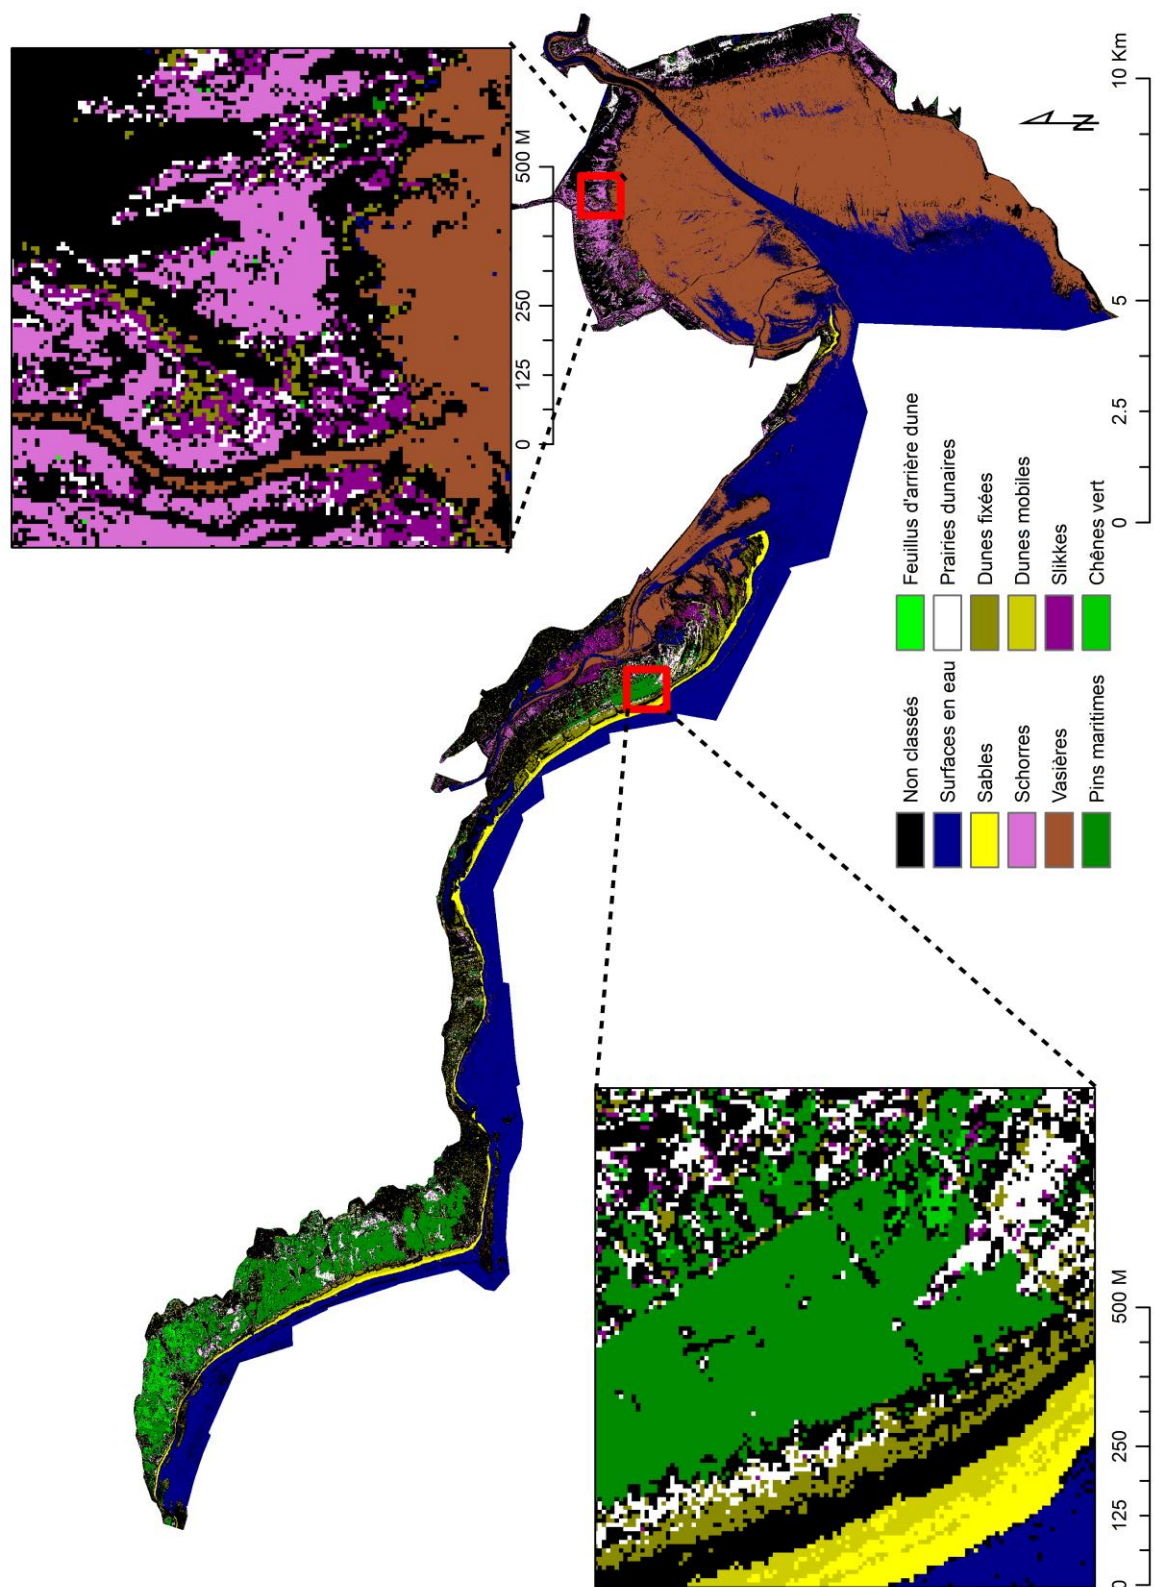 500 M
250
125
0
10 Km
5
2.5
0
N
Non classés
Surfaces en eau
Sables
Schorres
Vasières
Pins maritimes
Feuillus d'arrière dune
Prairies dunaires
Dunes fixées
Dunes mobiles
Slikkes
Chênes vert
500 M
250
125
0